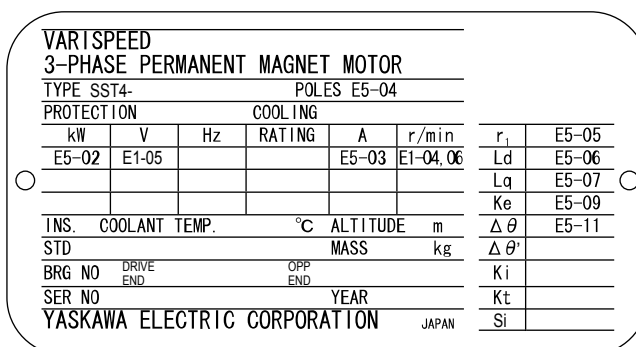 VARISPEED
3-PHASE PERMANENT MAGNET MOTOR
TYPE SST4- POLES E5-04
PROTECTION COOLING
kW V Hz RATING A r/min r1 E5-05
E5-02 E1-05 E5-03 E1-04,06 Ld E5-06
Lq E5-07
Ke E5-09
INS. COOLANT TEMP. °C ALTITUDE m Δθ E5-11
STD MASS kg Δθ'
BRG NO DRIVE END OPP END Ki
SER NO YEAR Kt
YASKAWA ELECTRIC CORPORATION JAPAN Si